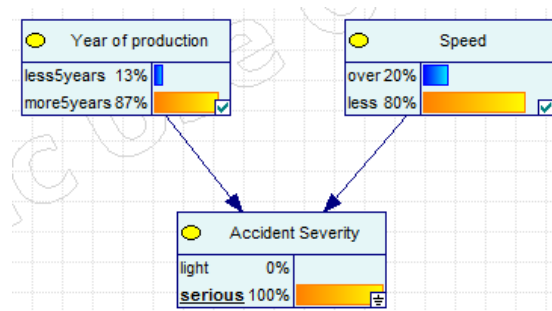 Year of production
less5years 13%
more5years 87%
Speed
over 20%
less 80%
Accident Severity
light 0%
serious 100%